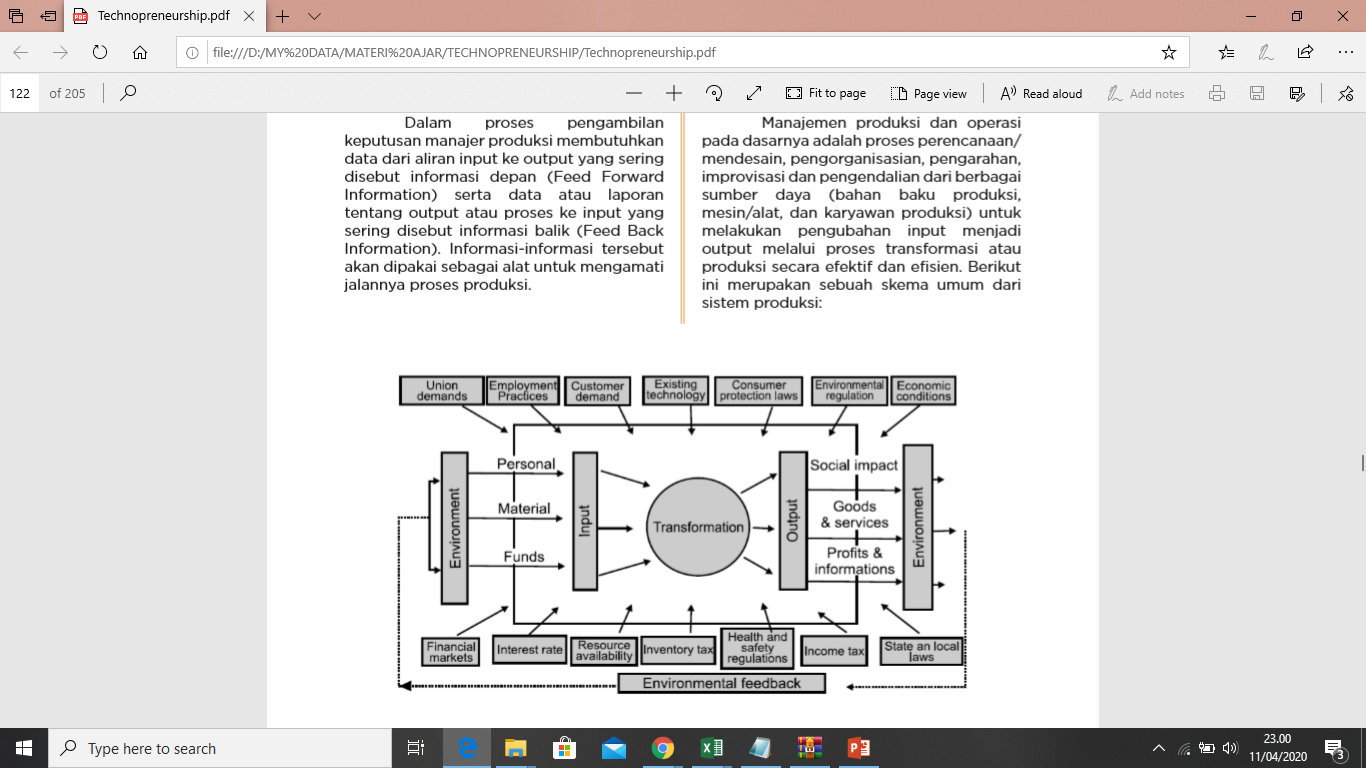 Technopreneurship.pdf
file:///D:/MY%20DATA/MATERI%20AJAR/TECHNOPRENEURSHIP/Technopreneurship.pdf
122 of 205 Fit to page Page view Read aloud Add notes
Dalam proses pengambilan
keputusan manajer produksi membutuhkan
data dari aliran input ke output yang sering
disebut informasi depan (Feed Forward
Information) serta data atau laporan
tentang output atau proses ke input yang
sering disebut informasi balik (Feed Back
Information). Informasi-informasi tersebut
akan dipakai sebagai alat untuk mengamati
jalannya proses produksi.
Manajemen produksi dan operasi
pada dasarnya adalah proses perencanaan/
mendesain, pengorganisasian, pengarahan,
improvisasi dan pengendalian dari berbagai
sumber daya (bahan baku produksi,
mesin/alat, dan karyawan produksi) untuk
melakukan pengubahan input menjadi
output melalui proses transformasi atau
produksi secara efektif dan efisien. Berikut
ini merupakan sebuah skema umum dari
sistem produksi:
Union
demands
Employment
Practices
Customer
demand
Existing
technology
Consumer
protection laws
Environmental
regulation
Economic
conditions
Environment
Personal
Material
Funds
Input
Transformation
Output
Social impact
Goods
& services
Profits &
informations
Environment
Financial
markets
Interest rate
Resource
availability
Inventory tax
Health and
safety
regulations
Income tax
State an local
laws
Environmental feedback
Type here to search
23.00
11/04/2020
3